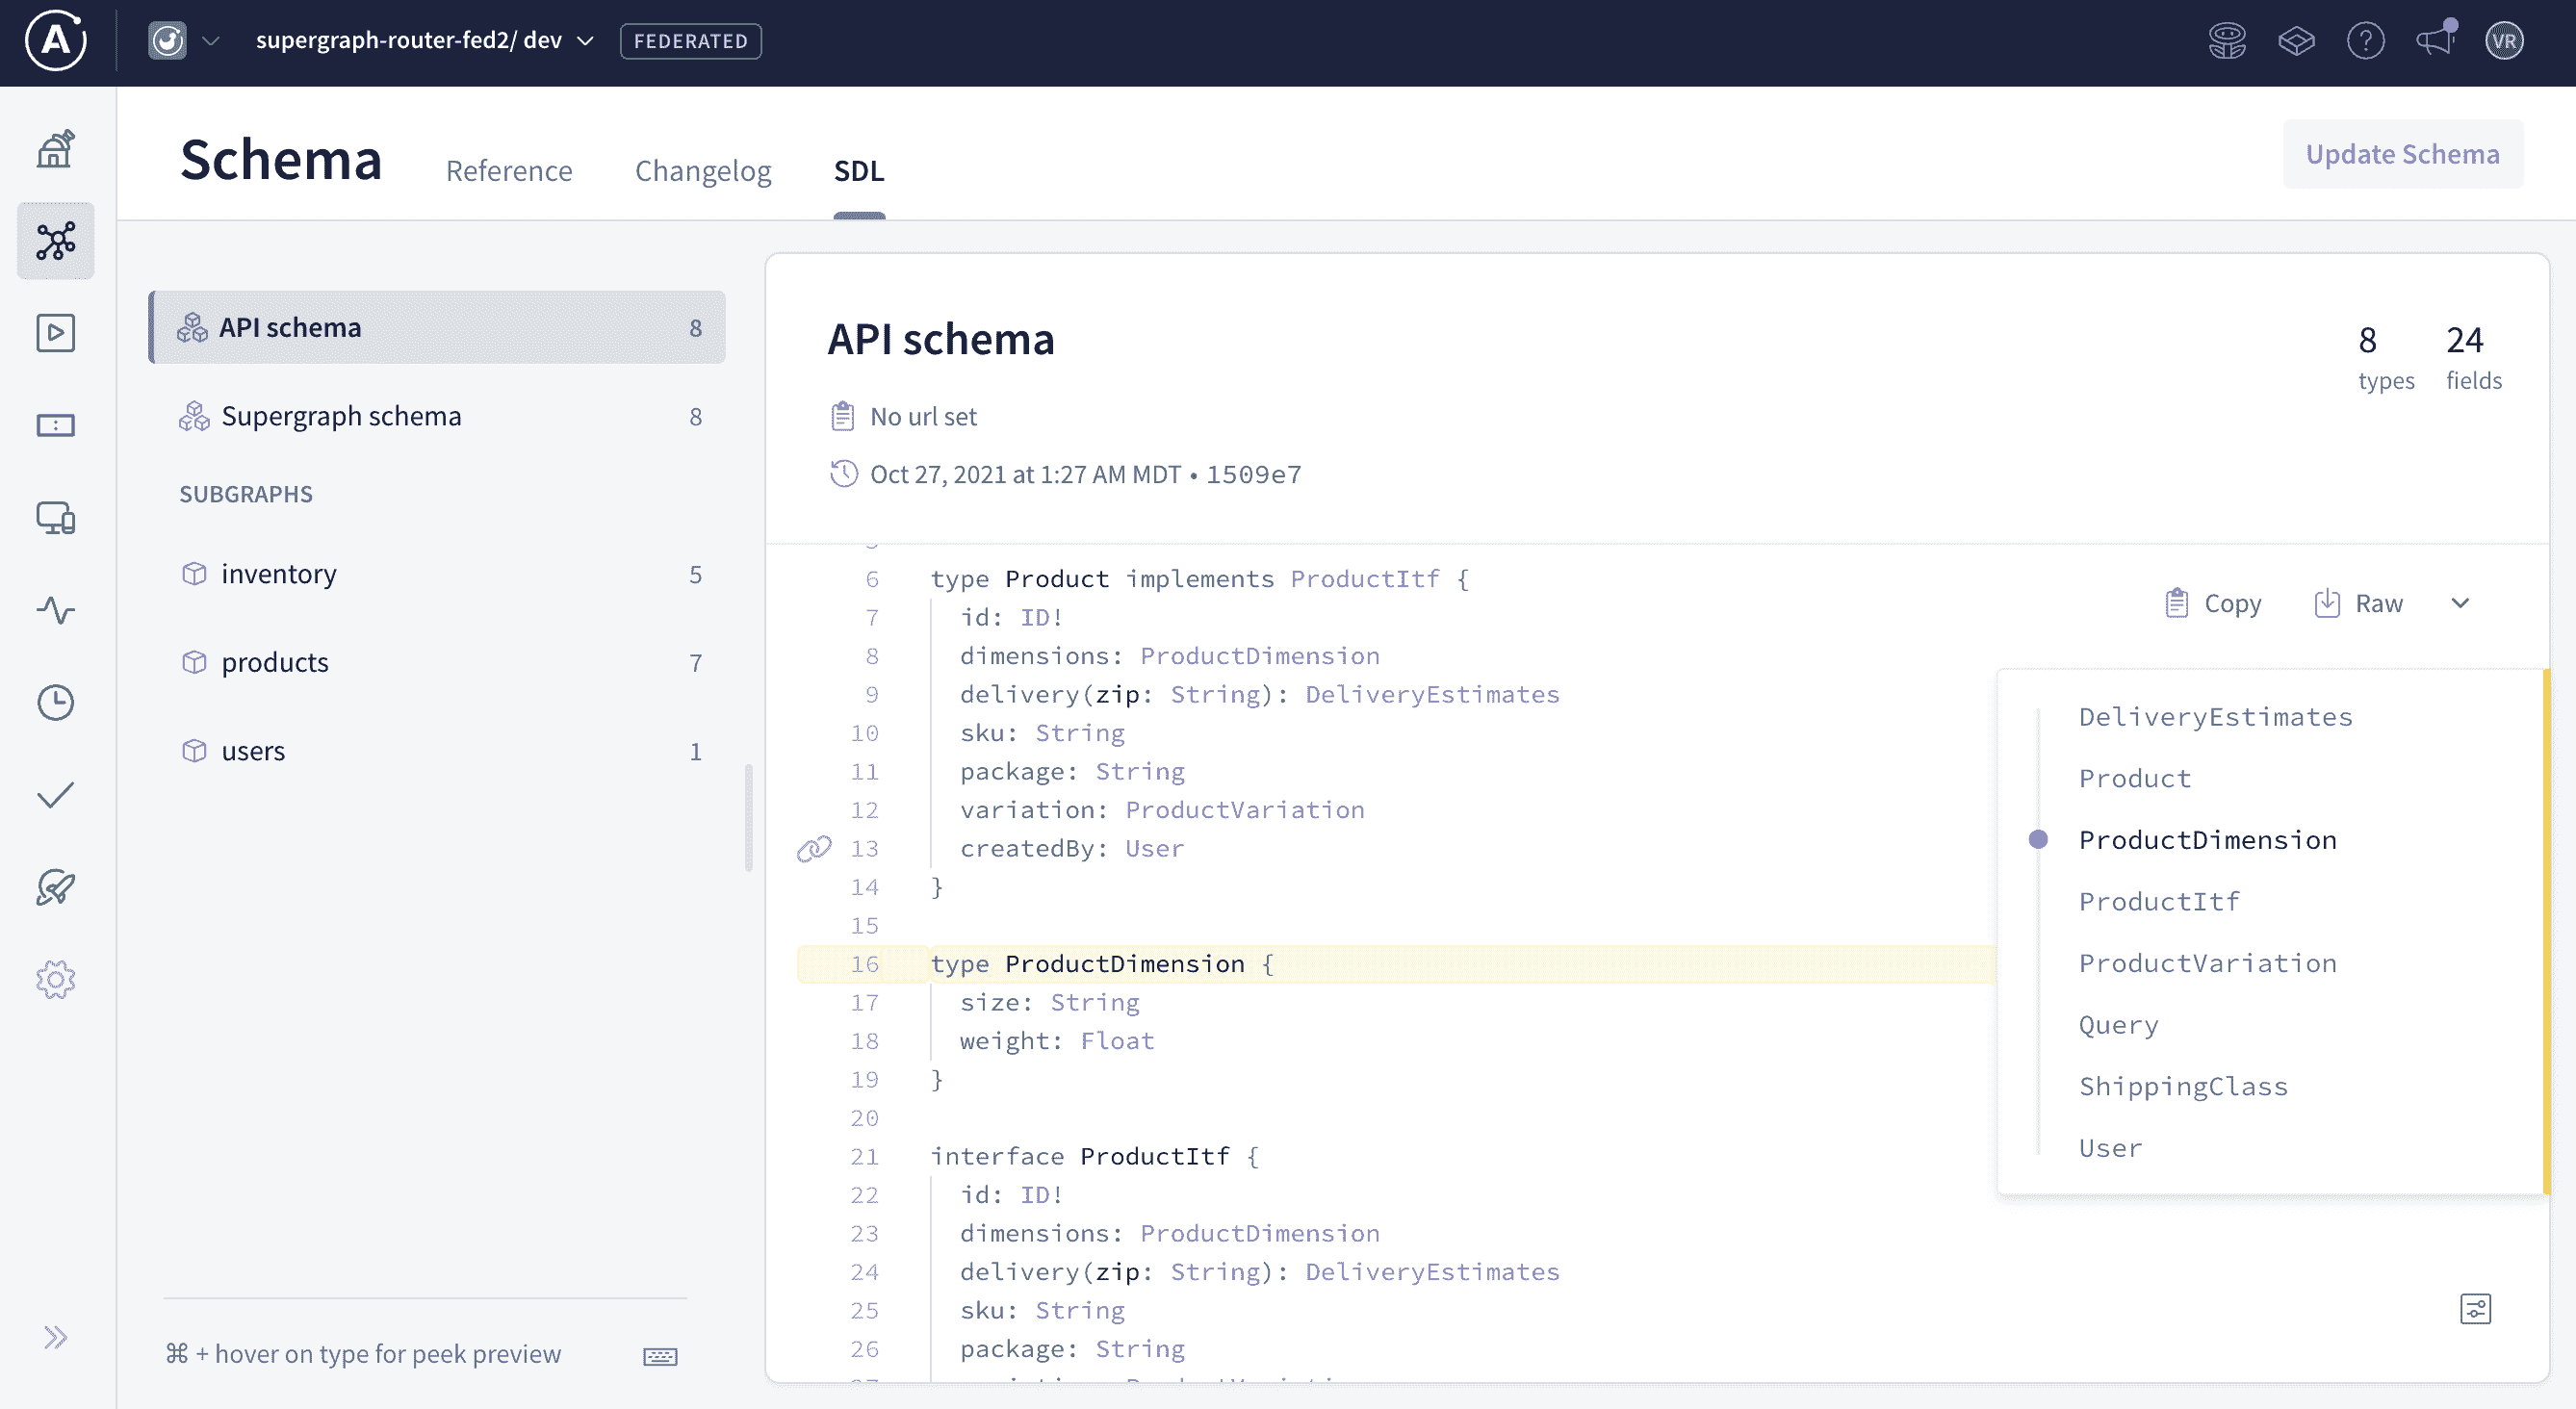 A
supergraph-router-fed2/ dev
FEDERATED
?
VR
Schema
Reference
Changelog
SDL
Update Schema
API schema 8
Supergraph schema 8
SUBGRAPHS
inventory 5
products 7
users 1
⌘ + hover on type for peek preview
API schema
8 types
24 fields
No url set
Oct 27, 2021 at 1:27 AM MDT • 1509e7
Copy
Raw
6 type Product implements ProductItf {
7 id: ID!
8 dimensions: ProductDimension
9 delivery(zip: String): DeliveryEstimates
10 sku: String
11 package: String
12 variation: ProductVariation
13 createdBy: User
14 }
15
16 type ProductDimension {
17 size: String
18 weight: Float
19 }
20
21 interface ProductItf {
22 id: ID!
23 dimensions: ProductDimension
24 delivery(zip: String): DeliveryEstimates
25 sku: String
26 package: String
DeliveryEstimates
Product
ProductDimension
ProductItf
ProductVariation
Query
ShippingClass
User